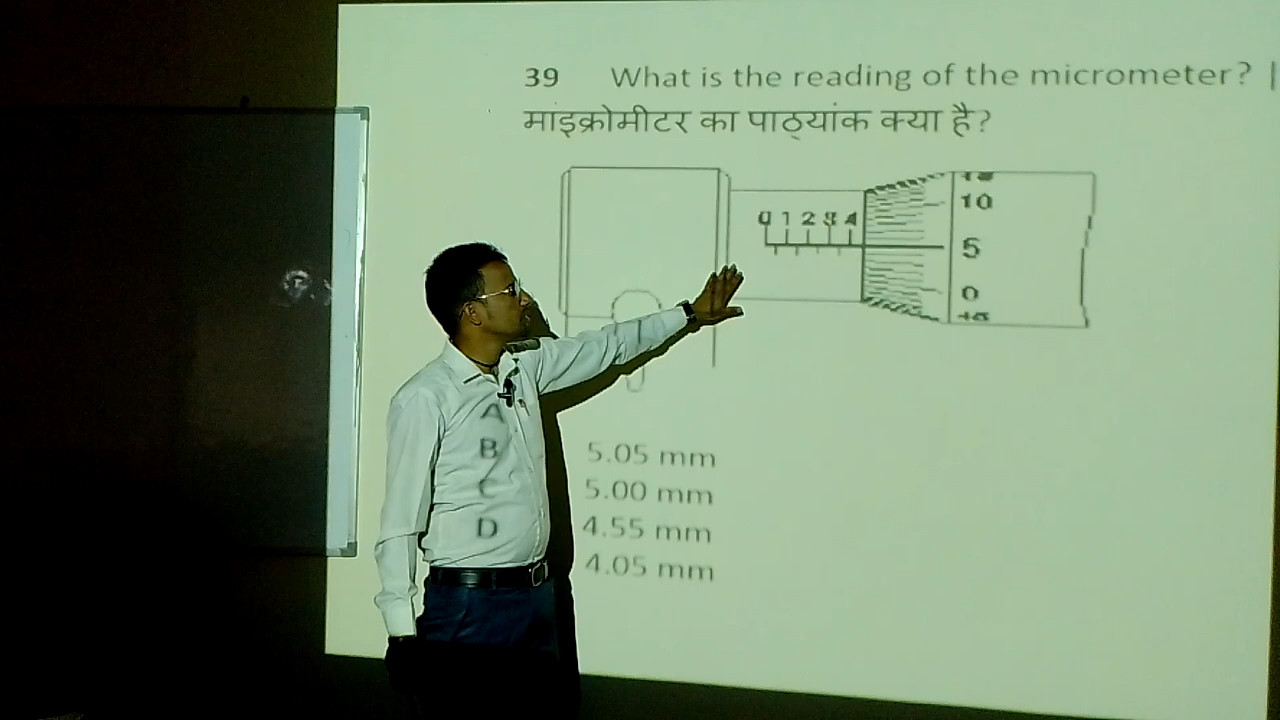 39 What is the reading of the micrometer? |
माइक्रोमीटर का पाठ्यांक क्या है?
0 1 2 3 4
10
5
0
45
A 5.05 mm
B 5.00 mm
C 4.55 mm
D 4.05 mm